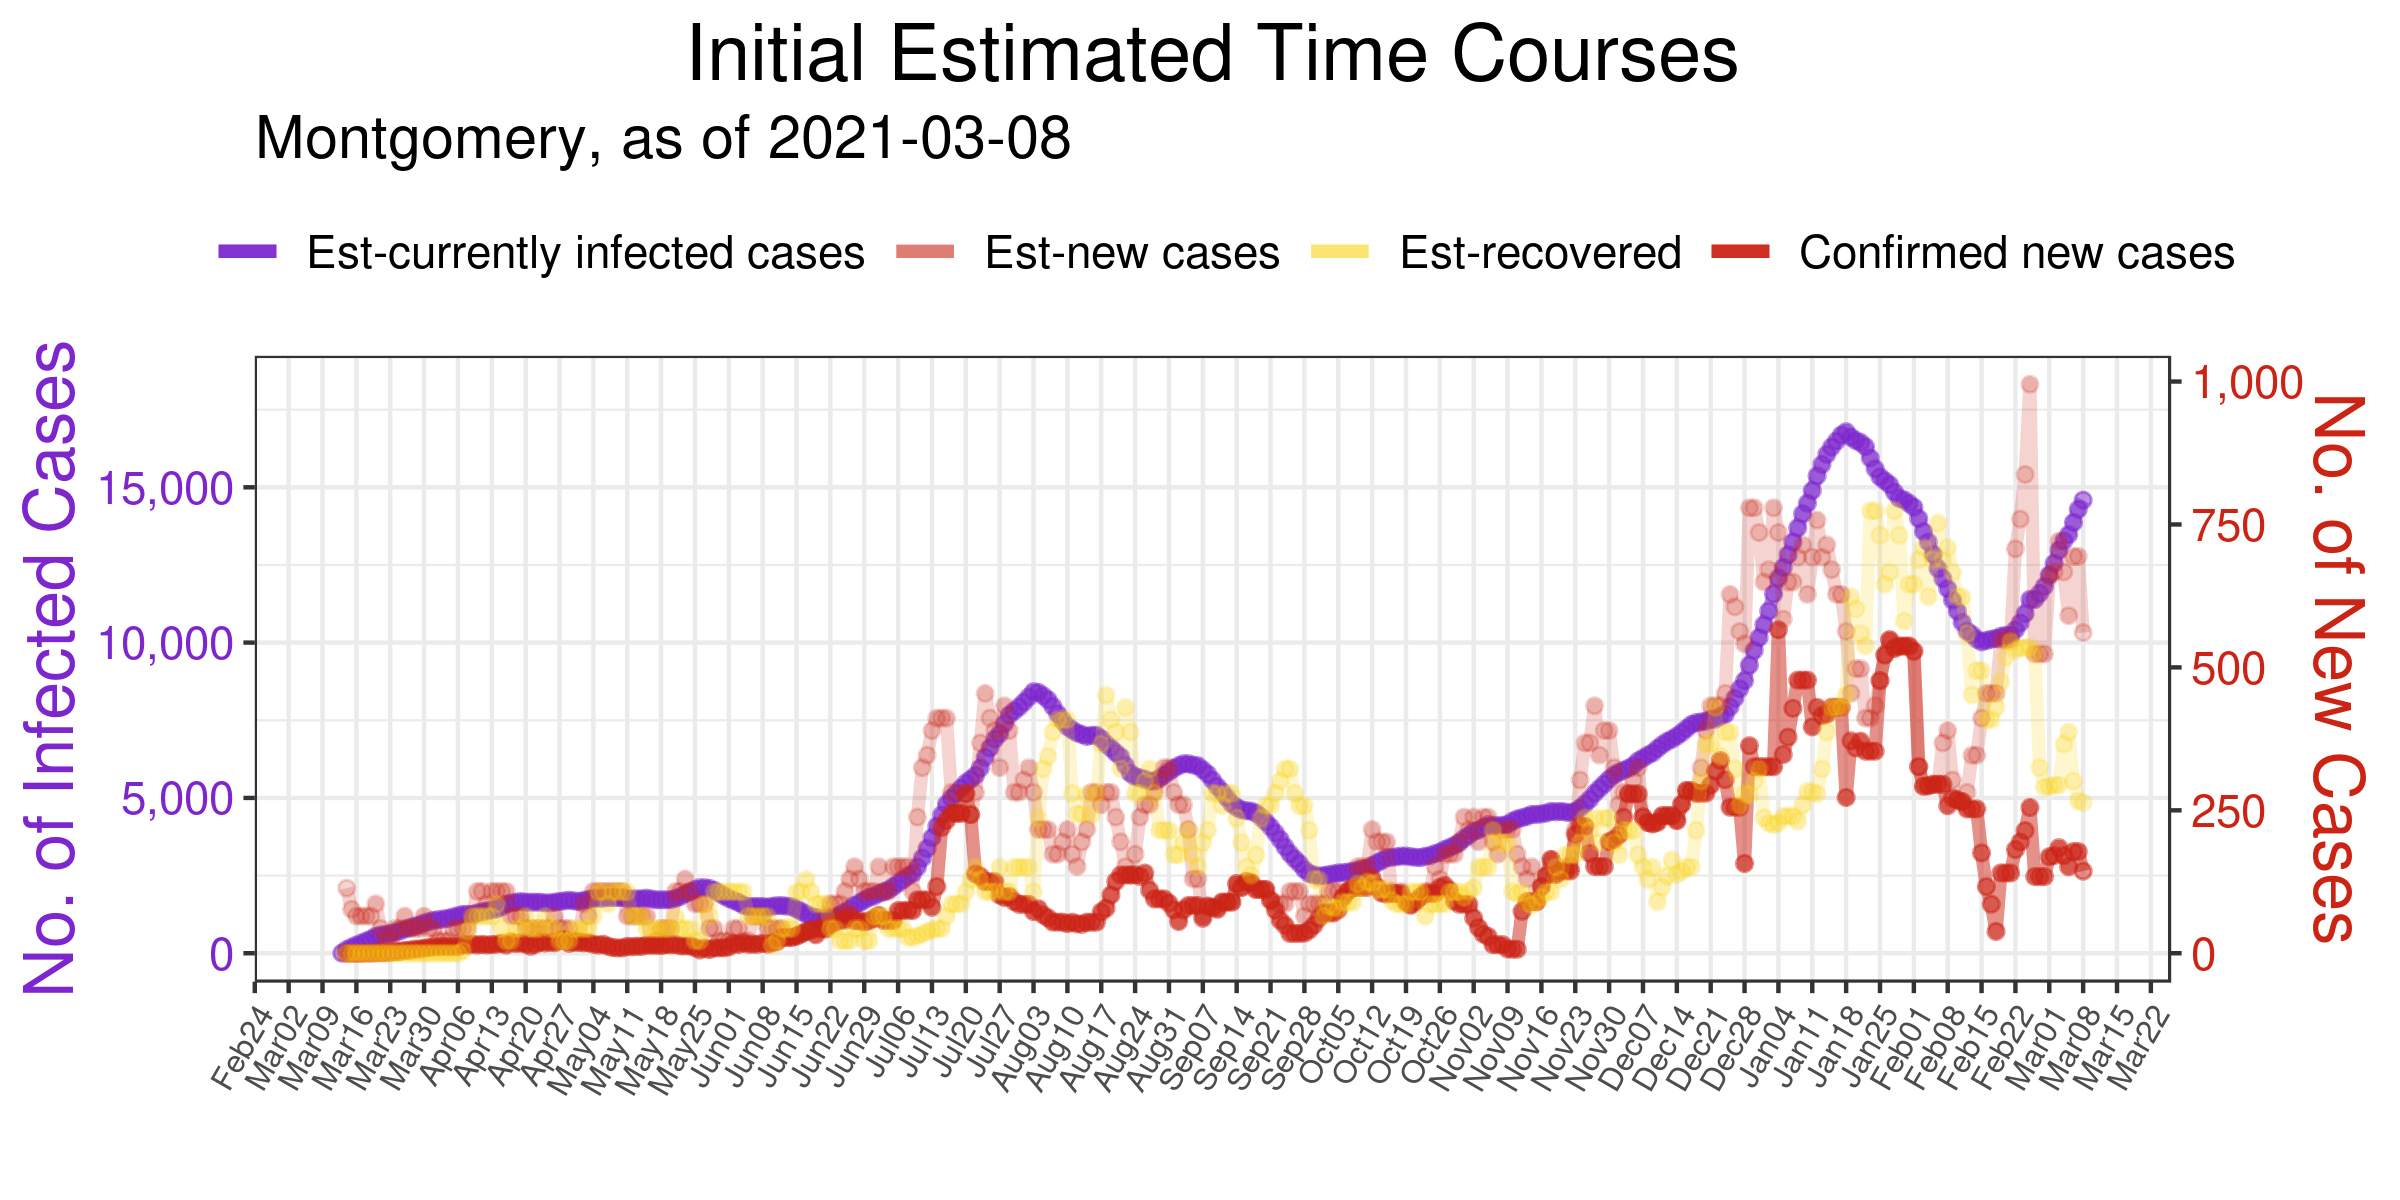 Initial Estimated Time Courses
Montgomery, as of 2021-03-08
Est-currently infected cases Est-new cases Est-recovered Confirmed new cases
No. of Infected Cases
15,000
10,000
5,000
0
1,000
750
500
250
0
No. of New Cases
Feb24 Mar02 Mar09 Mar16 Mar23 Mar30 Apr06 Apr13 Apr20 Apr27 May04 May11 May18 May25 Jun01 Jun08 Jun15 Jun22 Jun29 Jul06 Jul13 Jul20 Jul27 Aug03 Aug10 Aug17 Aug24 Aug31 Sep07 Sep14 Sep21 Sep28 Oct05 Oct12 Oct19 Oct26 Nov02 Nov09 Nov16 Nov23 Nov30 Dec07 Dec14 Dec21 Dec28 Jan04 Jan11 Jan18 Jan25 Feb01 Feb08 Feb15 Feb22 Mar01 Mar08 Mar15 Mar22